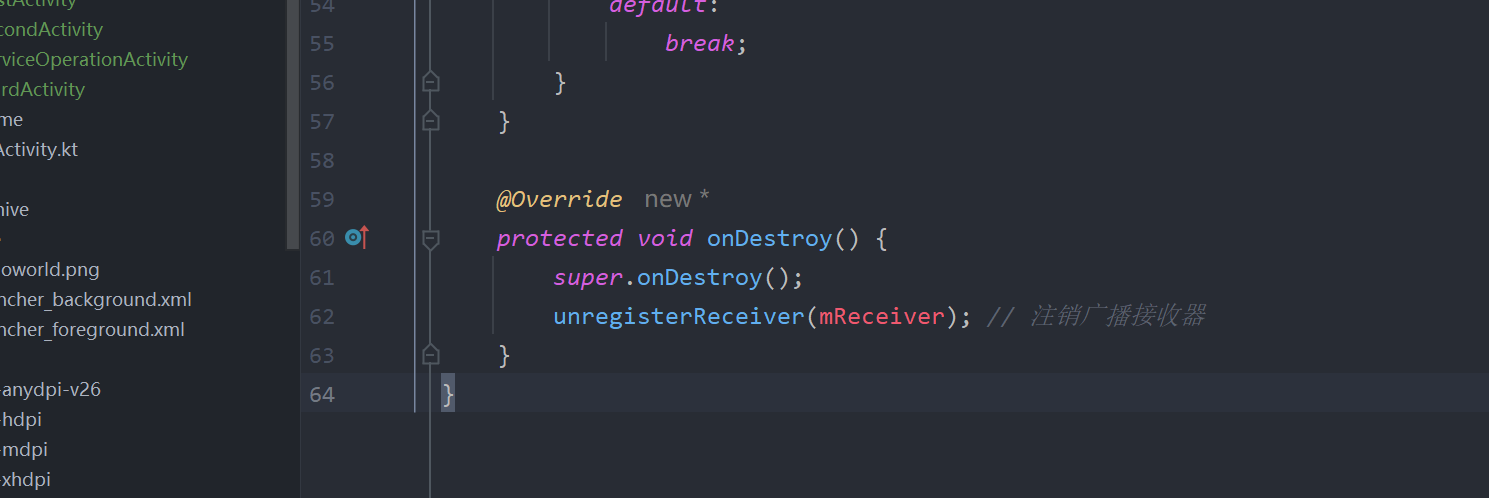 54 default:
55 break;
56 }
57 }
58
59 @Override new *
60 protected void onDestroy() {
61 super.onDestroy();
62 unregisterReceiver(mReceiver); // 注销广播接收器
63 }
64 }
condActivity
rviceOperationActivity
rdActivity
me
Activity.kt
hive
oworld.png
ncher_background.xml
ncher_foreground.xml
-anydpi-v26
-hdpi
-mdpi
-xhdpi